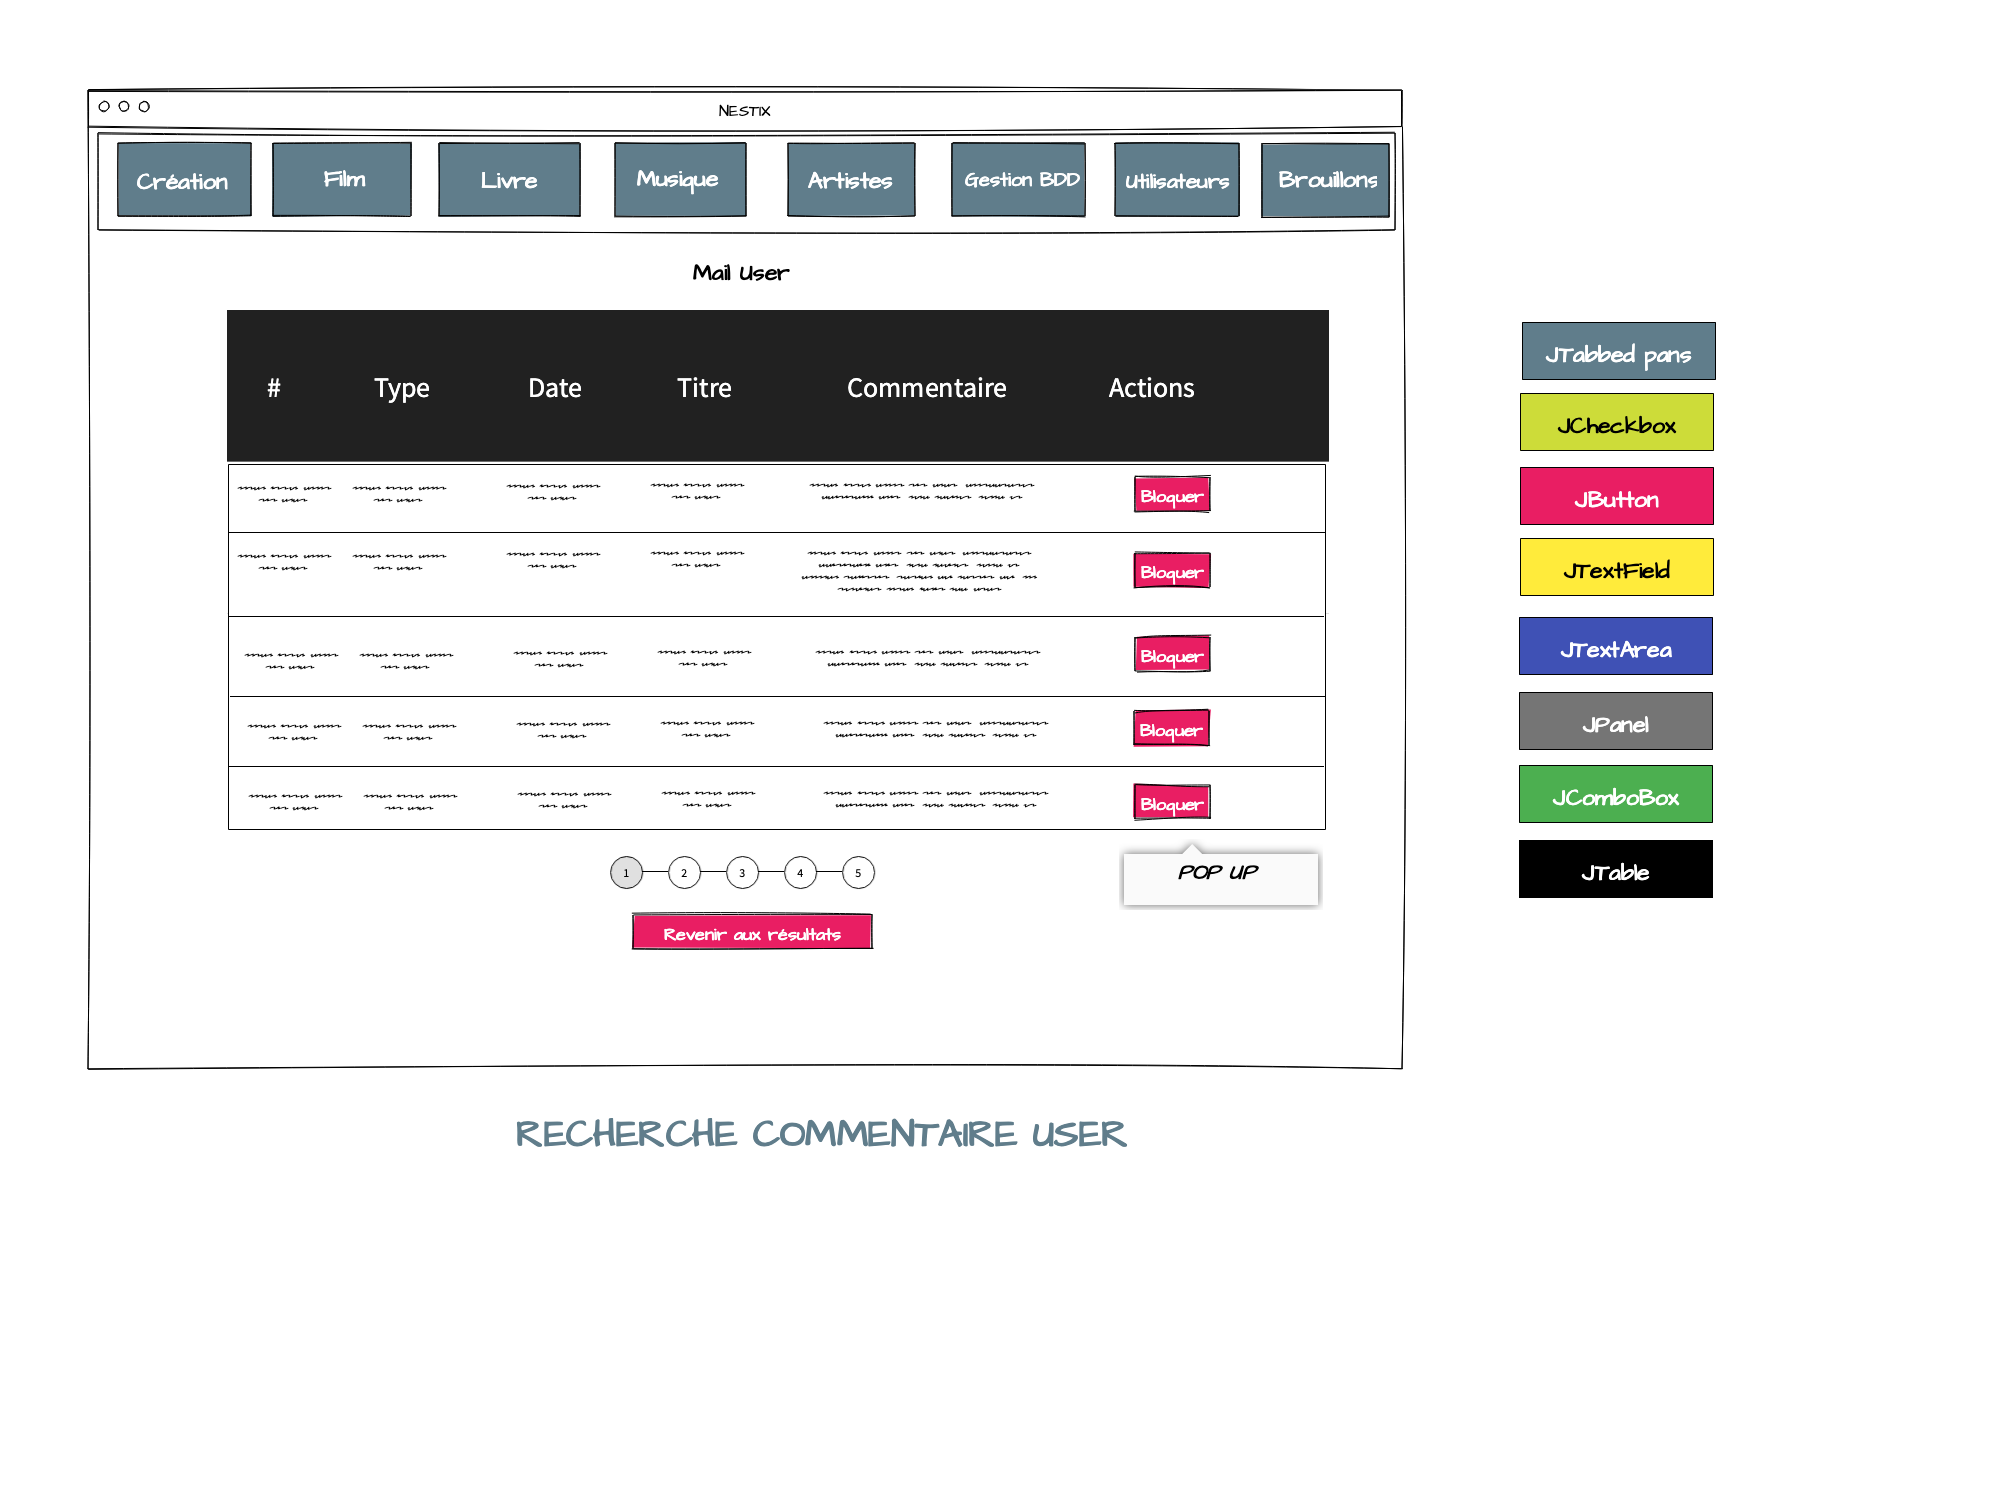 NESTIX
Création Film Livre Musique Artistes Gestion BDD Utilisateurs Brouillons
Mail User
# Type Date Titre Commentaire Actions
Bloquer
Bloquer
Bloquer
Bloquer
Bloquer
1 2 3 4 5
POP UP
Revenir aux résultats
JTabbed pans
JCheckbox
JButton
JTextField
JTextArea
JPanel
JComboBox
JTable
RECHERCHE COMMENTAIRE USER